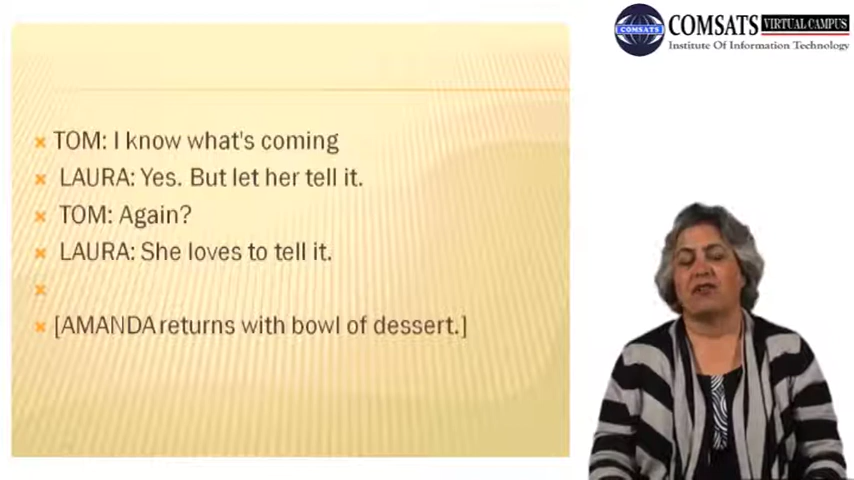 COMSATS VIRTUAL CAMPUS
Institute Of Information Technology
TOM: I know what's coming
LAURA: Yes. But let her tell it.
TOM: Again?
LAURA: She loves to tell it.
[AMANDA returns with bowl of dessert.]